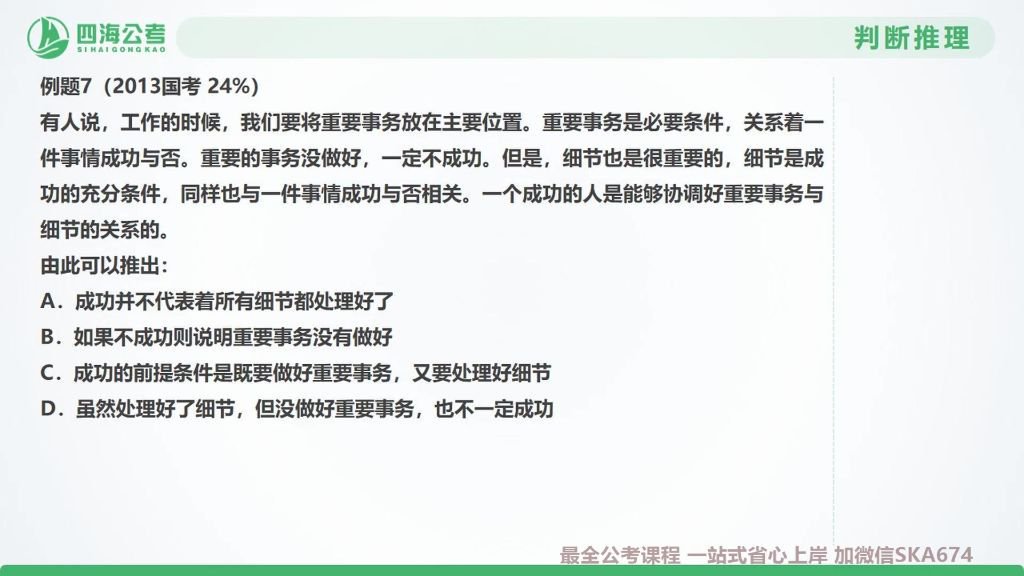 四海公考
SIHAIGONGKAO
判断推理
例题7（2013国考 24%）
有人说，工作的时候，我们要将重要事务放在主要位置。重要事务是必要条件，关系着一
件事情成功与否。重要的事务没做好，一定不成功。但是，细节也是很重要的，细节是成
功的充分条件，同样也与一件事情成功与否相关。一个成功的人是能够协调好重要事务与
细节的关系的。
由此可以推出：
A．成功并不代表着所有细节都处理好了
B．如果不成功则说明重要事务没有做好
C．成功的前提条件是既要做好重要事务，又要处理好细节
D．虽然处理好了细节，但没做好重要事务，也不一定成功
最全公考课程 一站式省心上岸 加微信SKA674